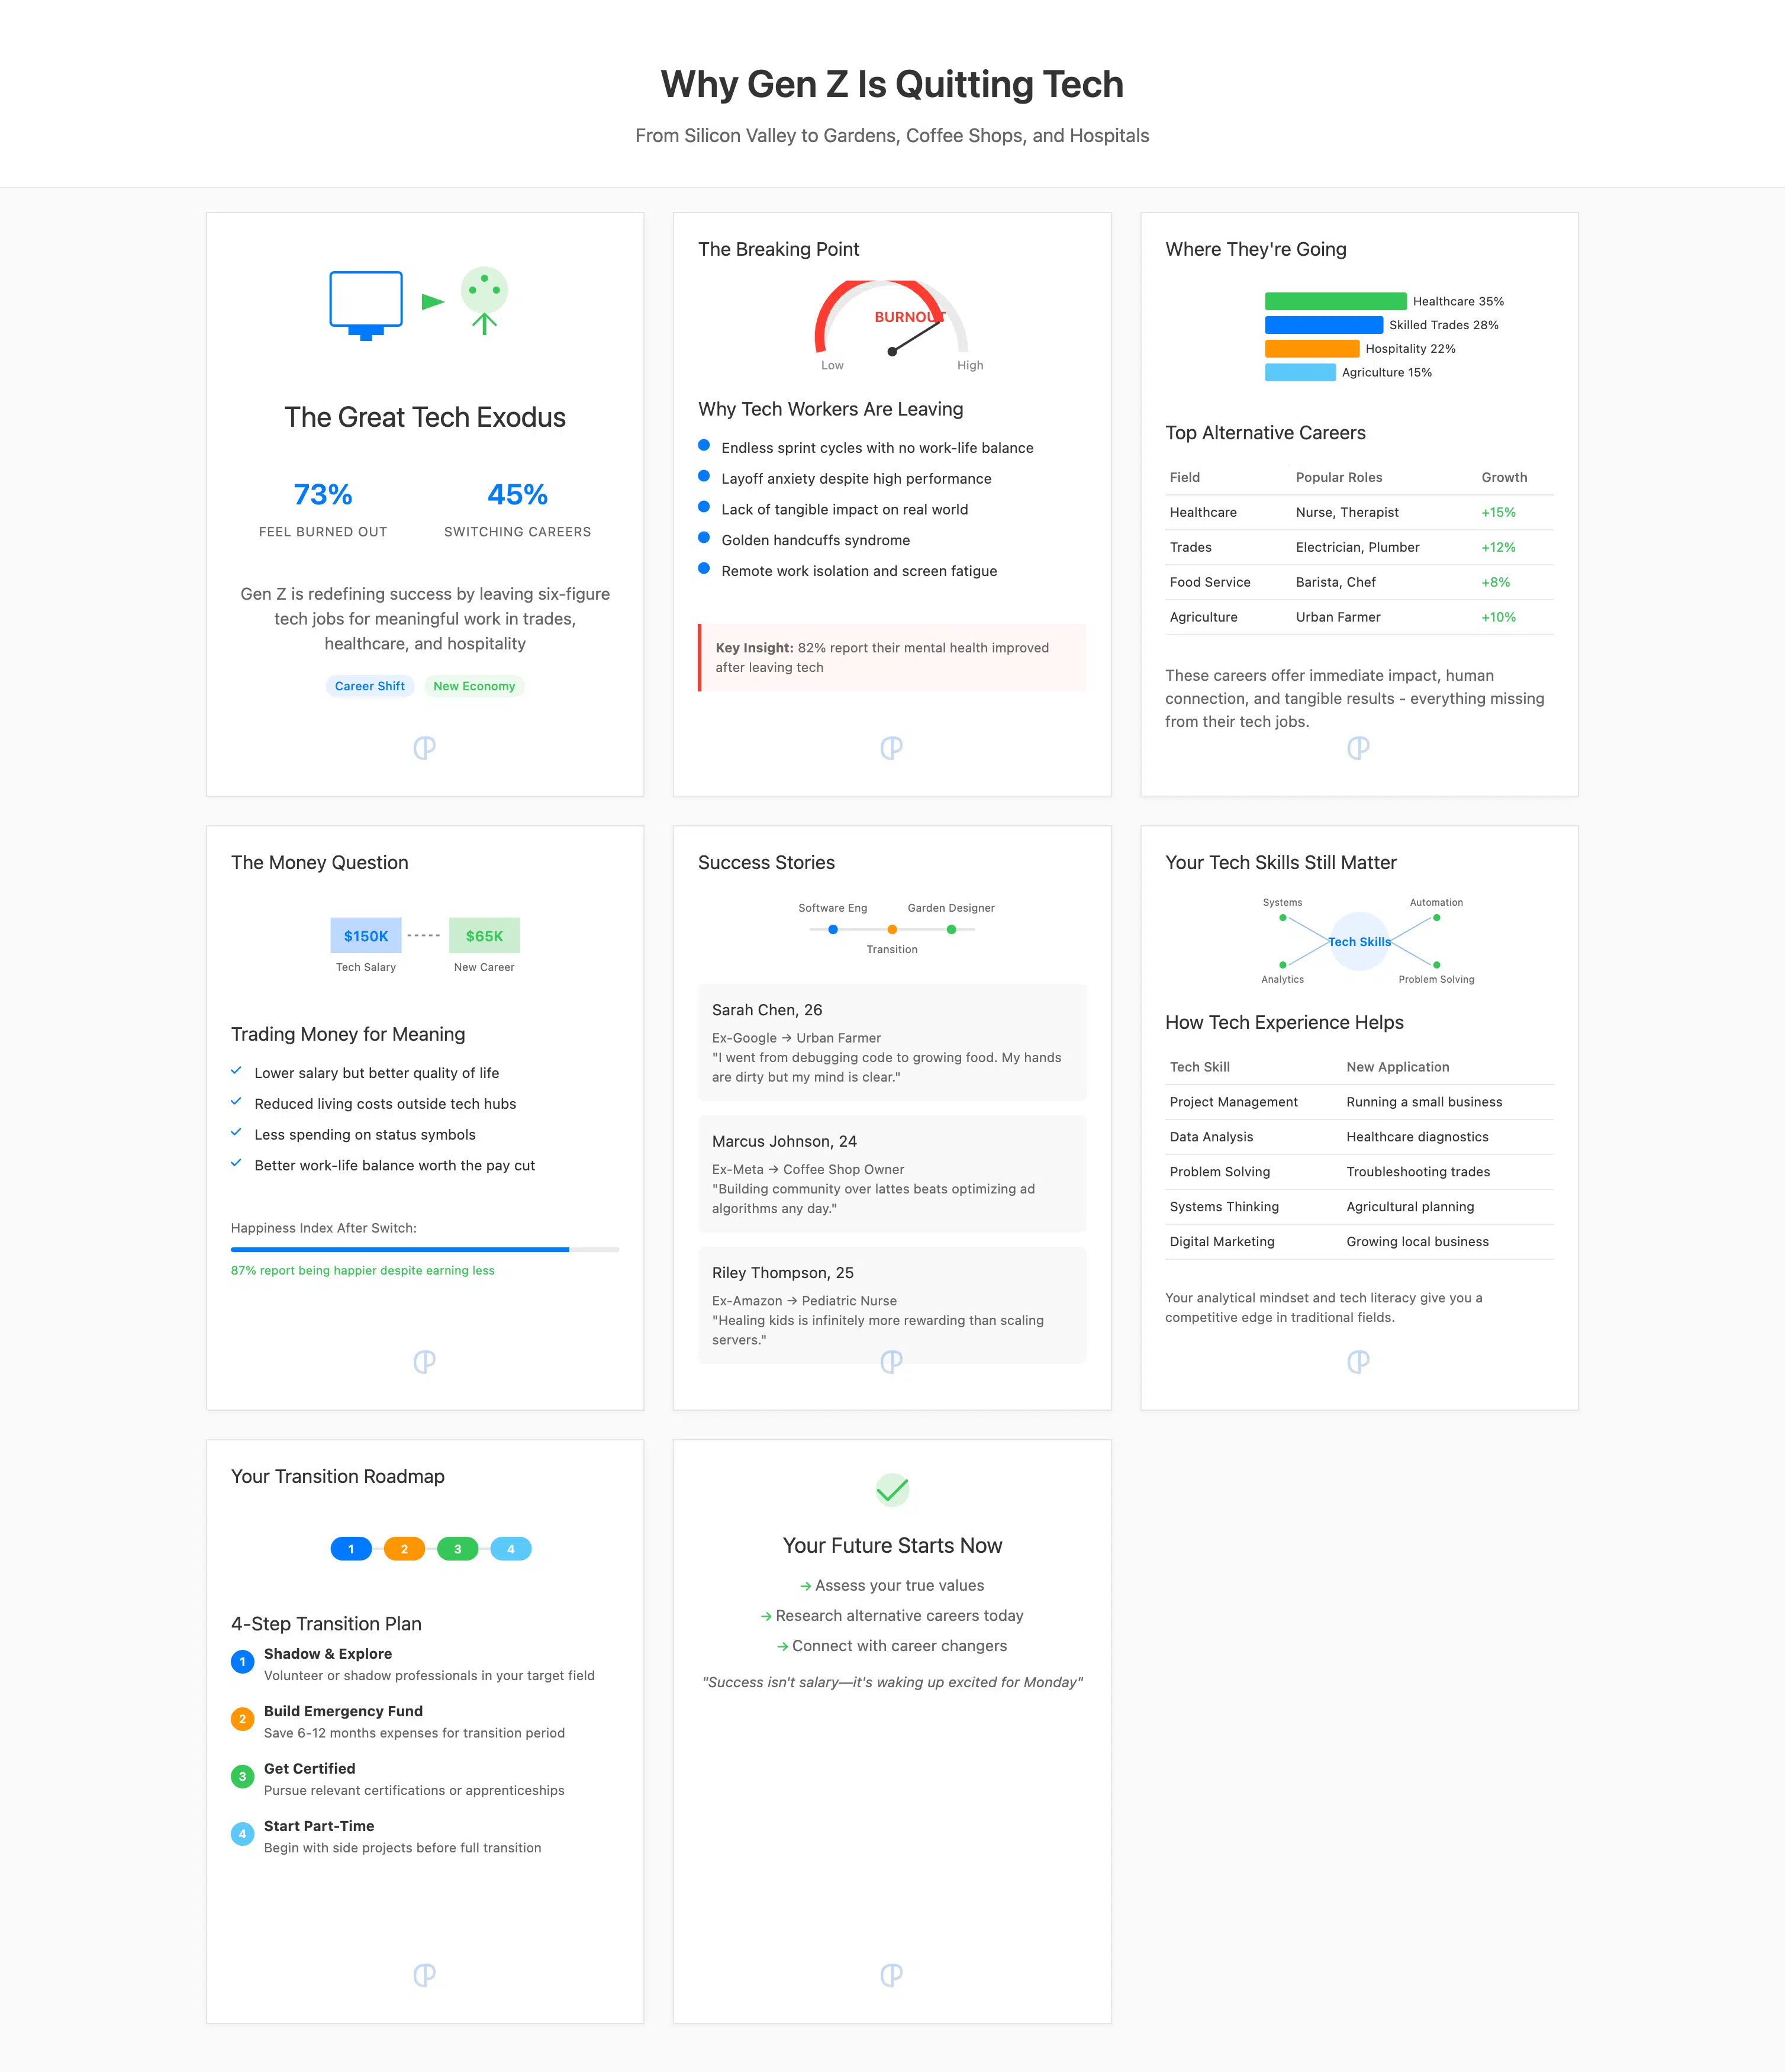 Why Gen Z Is Quitting Tech
From Silicon Valley to Gardens, Coffee Shops, and Hospitals
The Great Tech Exodus
73%
FEEL BURNED OUT
45%
SWITCHING CAREERS
Gen Z is redefining success by leaving six-figure
tech jobs for meaningful work in trades,
healthcare, and hospitality
Career Shift
New Economy
The Breaking Point
BURNOUT
Low
High
Why Tech Workers Are Leaving
Endless sprint cycles with no work-life balance
Layoff anxiety despite high performance
Lack of tangible impact on real world
Golden handcuffs syndrome
Remote work isolation and screen fatigue
Key Insight: 82% report their mental health improved
after leaving tech
Where They're Going
Healthcare 35%
Skilled Trades 28%
Hospitality 22%
Agriculture 15%
Top Alternative Careers
Field Popular Roles Growth
Healthcare Nurse, Therapist +15%
Trades Electrician, Plumber +12%
Food Service Barista, Chef +8%
Agriculture Urban Farmer +10%
These careers offer immediate impact, human
connection, and tangible results - everything missing
from their tech jobs.
The Money Question
$150K
Tech Salary
$65K
New Career
Trading Money for Meaning
Lower salary but better quality of life
Reduced living costs outside tech hubs
Less spending on status symbols
Better work-life balance worth the pay cut
Happiness Index After Switch:
87% report being happier despite earning less
Success Stories
Software Eng
Garden Designer
Transition
Sarah Chen, 26
Ex-Google → Urban Farmer
"I went from debugging code to growing food. My hands
are dirty but my mind is clear."
Marcus Johnson, 24
Ex-Meta → Coffee Shop Owner
"Building community over lattes beats optimizing ad
algorithms any day."
Riley Thompson, 25
Ex-Amazon → Pediatric Nurse
"Healing kids is infinitely more rewarding than scaling
servers."
Your Tech Skills Still Matter
Systems
Automation
Tech Skills
Analytics
Problem Solving
How Tech Experience Helps
Tech Skill New Application
Project Management Running a small business
Data Analysis Healthcare diagnostics
Problem Solving Troubleshooting trades
Systems Thinking Agricultural planning
Digital Marketing Growing local business
Your analytical mindset and tech literacy give you a
competitive edge in traditional fields.
Your Transition Roadmap
1 2 3 4
4-Step Transition Plan
1 Shadow & Explore
Volunteer or shadow professionals in your target field
2 Build Emergency Fund
Save 6-12 months expenses for transition period
3 Get Certified
Pursue relevant certifications or apprenticeships
4 Start Part-Time
Begin with side projects before full transition
Your Future Starts Now
→ Assess your true values
→ Research alternative careers today
→ Connect with career changers
"Success isn't salary—it's waking up excited for Monday"